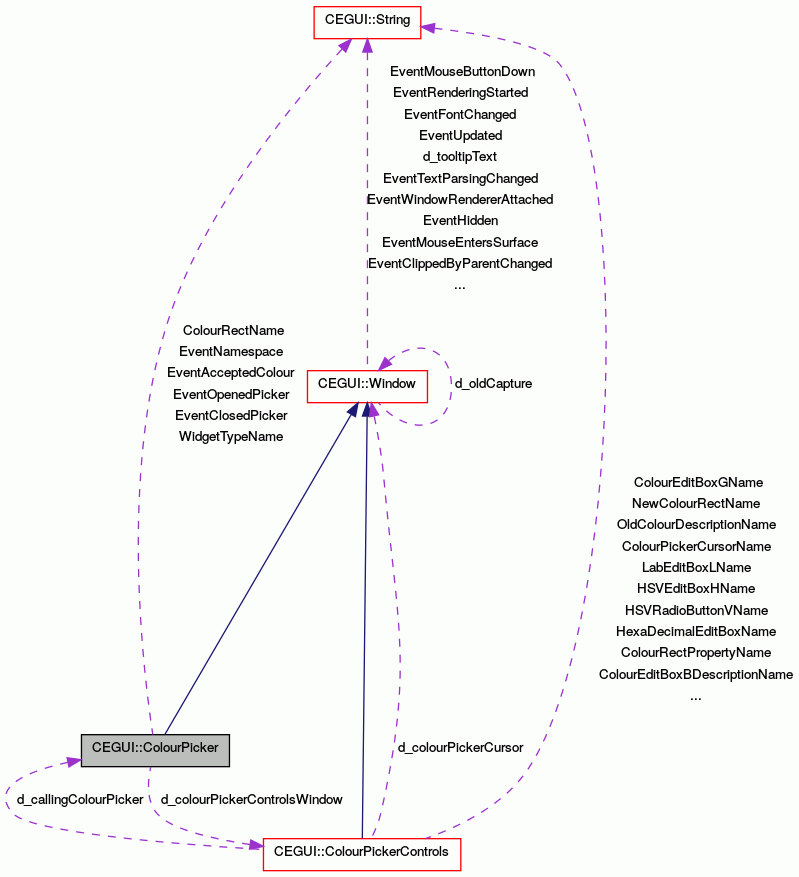 CEGUI::String
EventMouseButtonDown
EventRenderingStarted
EventFontChanged
EventUpdated
d_tooltipText
EventTextParsingChanged
EventWindowRendererAttached
EventHidden
EventMouseEntersSurface
EventClippedByParentChanged
...
ColourRectName
EventNamespace
EventAcceptedColour
EventOpenedPicker
EventClosedPicker
WidgetTypeName
CEGUI::Window
d_oldCapture
ColourEditBoxGName
NewColourRectName
OldColourDescriptionName
ColourPickerCursorName
LabEditBoxLName
HSVEditBoxHName
HSVRadioButtonVName
HexaDecimalEditBoxName
ColourRectPropertyName
ColourEditBoxBDescriptionName
...
CEGUI::ColourPicker
d_colourPickerCursor
d_callingColourPicker
d_colourPickerControlsWindow
CEGUI::ColourPickerControls